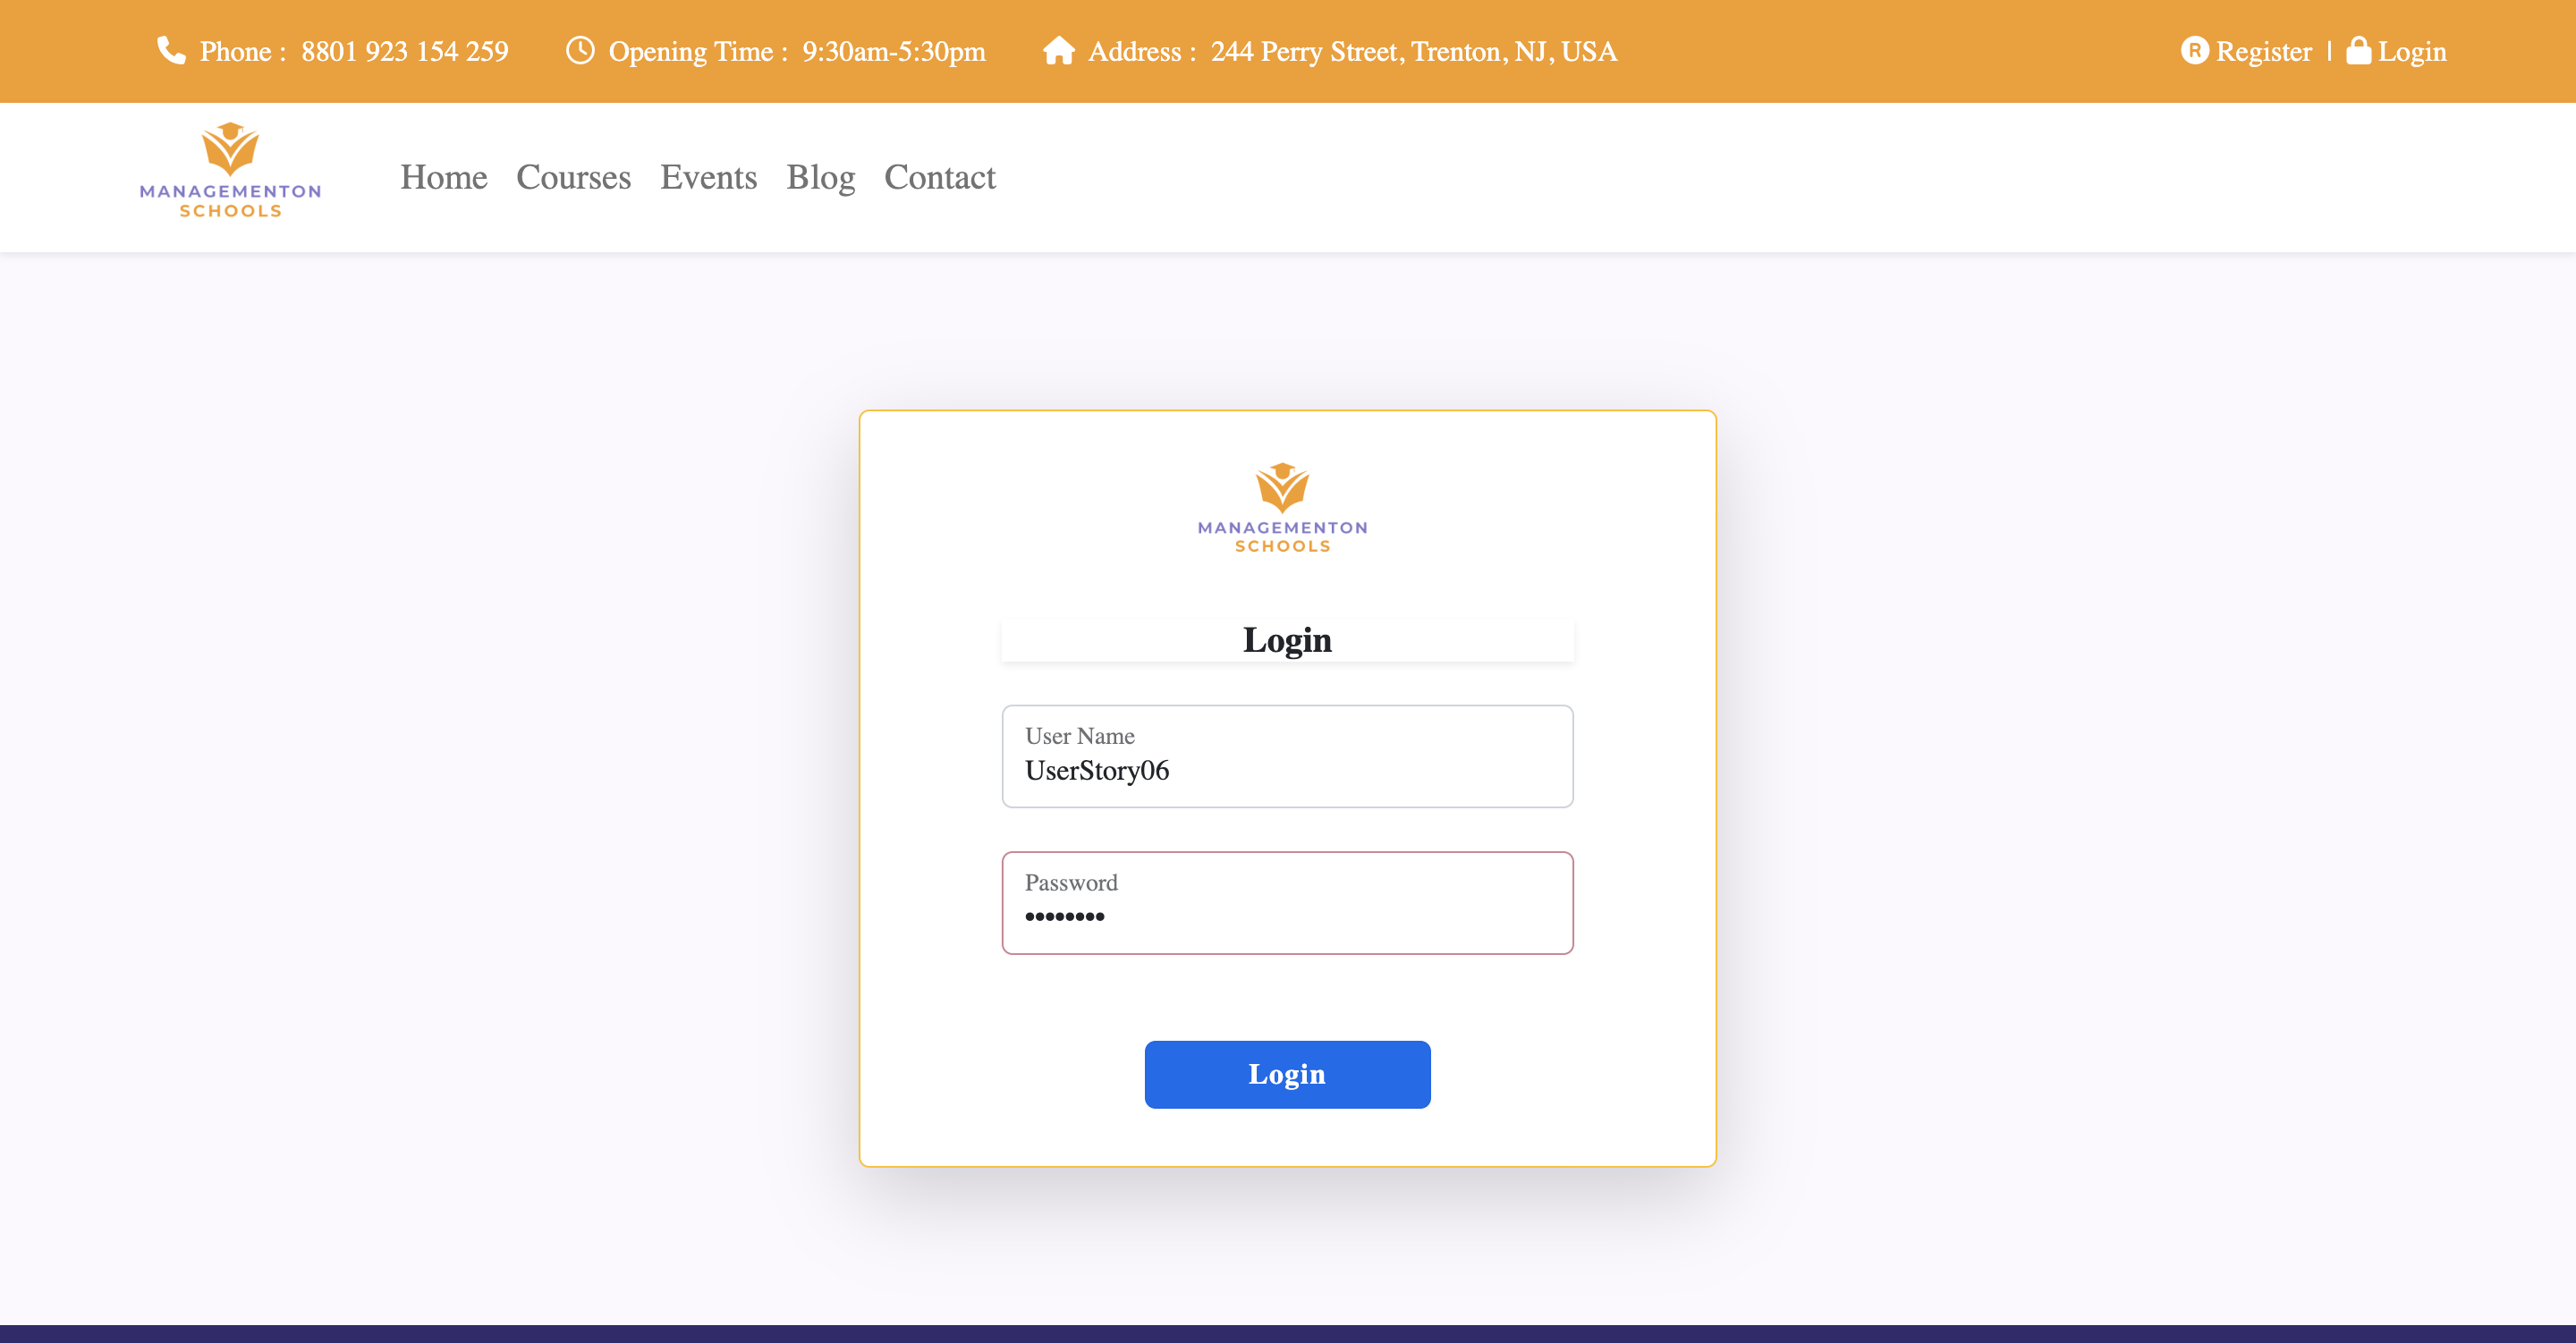 Phone : 8801 923 154 259 Opening Time : 9:30am-5:30pm Address : 244 Perry Street, Trenton, NJ, USA R Register | Login
MANAGEMENTON
SCHOOLS
Home Courses Events Blog Contact
MANAGEMENTON
SCHOOLS
Login
User Name
UserStory06
Password
••••••••
Login